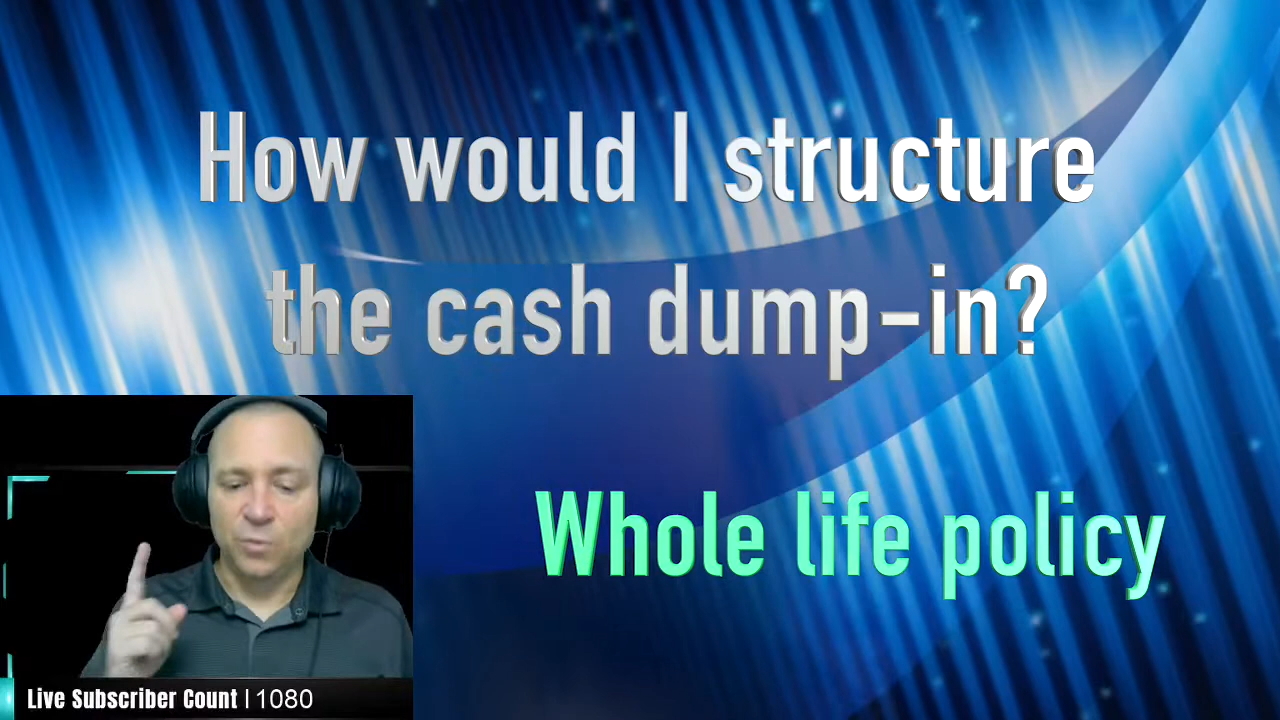 How would I structure
the cash dump-in?
Whole life policy
Live Subscriber Count | 1080